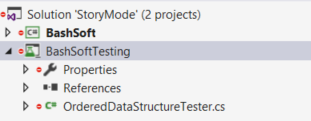 Solution 'StoryMode' (2 projects)
C# BashSoft
BashSoftTesting
Properties
References
C# OrderedDataStructureTester.cs